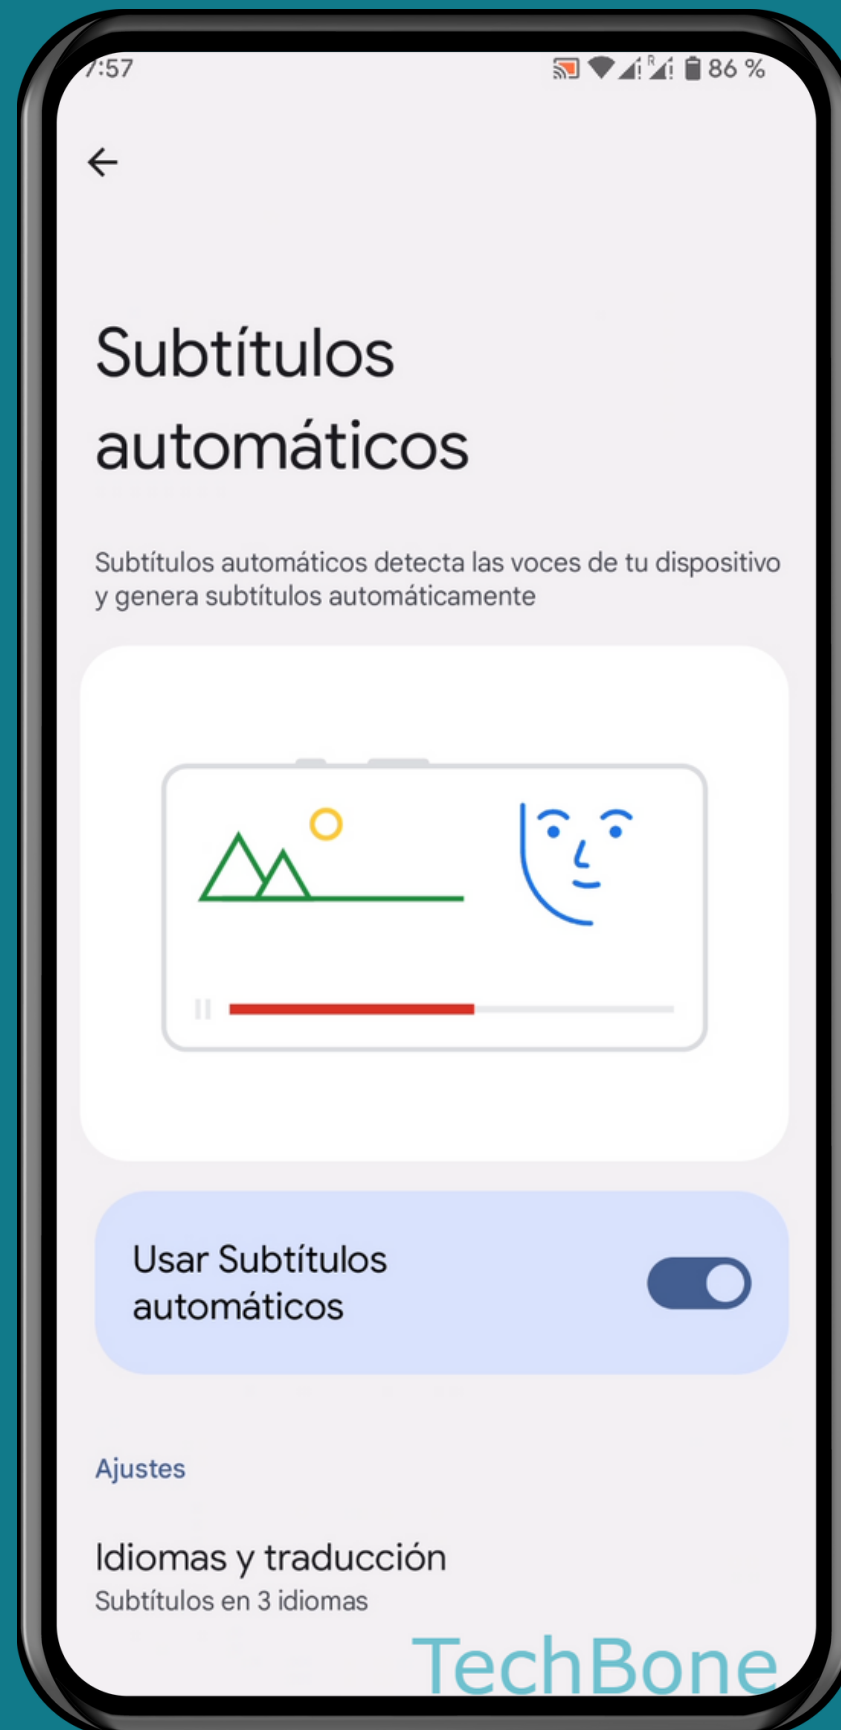 7:57 R 86 %
Subtítulos
automáticos
Subtítulos automáticos detecta las voces de tu dispositivo
y genera subtítulos automáticamente
Usar Subtítulos
automáticos
Ajustes
Idiomas y traducción
Subtítulos en 3 idiomas
TechBone